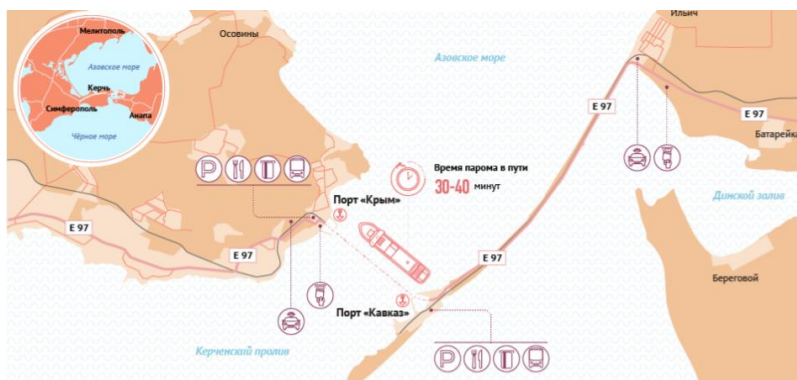 Мелитополь
Азовское море
Керчь
Симферополь
Анапа
Чёрное море
Осовины
Азовское море
Ильич
E 97
E 97
Батарейка
P
Время парома в пути
30-40 минут
Порт «Крым»
Динской залив
E 97
E 97
E 97
Береговой
Порт «Кавказ»
Керченский пролив
P